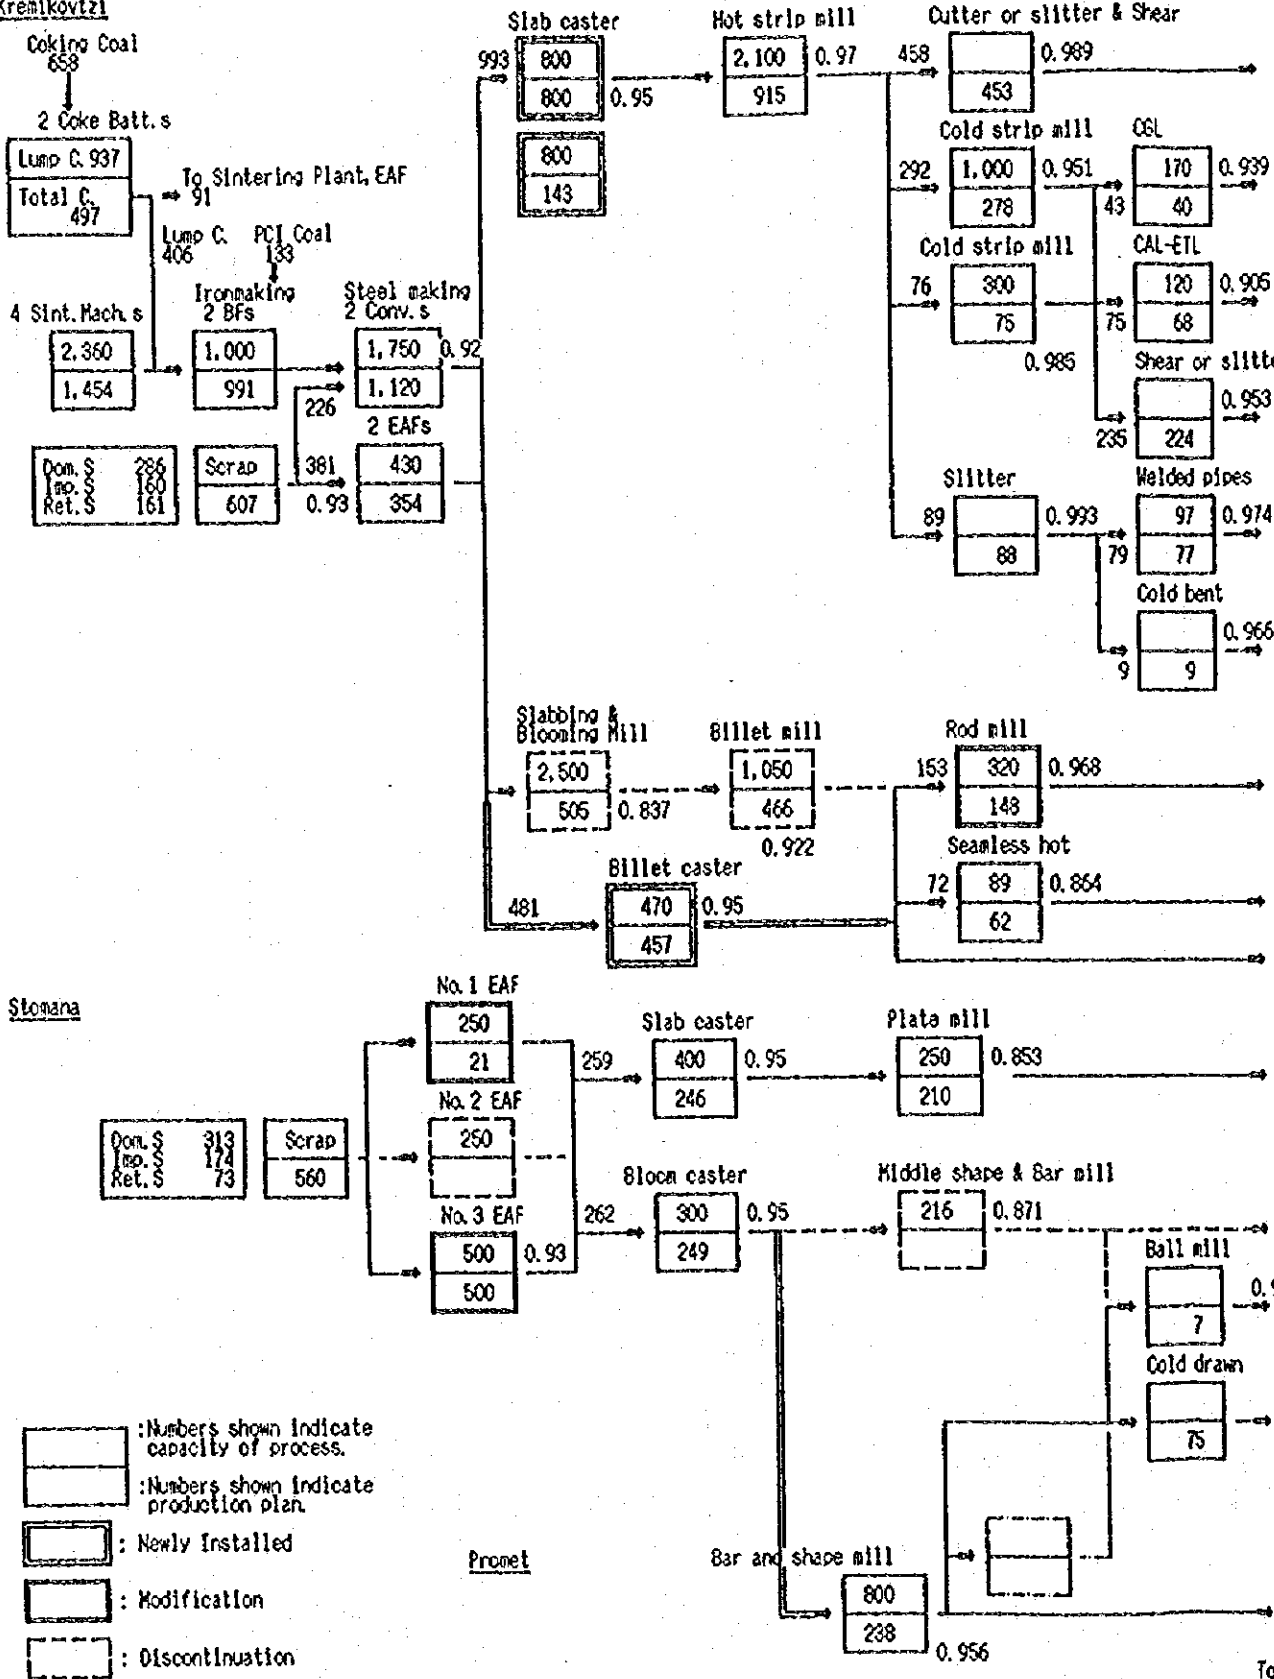 Kremikovtzi
Coking Coal
658
2 Coke Batt.s
Lump C. 937
Total C.
497
To Sintering Plant, EAF
91
Lump C.
406
PCI Coal
133
4 Sint.Mach.s
2,360
1,454
Ironmaking
2 BFs
1,000
991
Steel making
2 Conv.s
1,750
0.92
1,120
226
2 EAFs
430
354
Dom.S 286
Imp.S 160
Ret.S 161
Scrap
607
381
0.93
Slab caster
993
800
800
0.95
800
143
Hot strip mill
2,100
0.97
915
Cutter or slitter & Shear
458
0.989
453
Cold strip mill
292
1,000
0.951
278
CGL
170
0.939
43
40
Cold strip mill
76
300
75
0.985
CAL-ETL
120
0.905
75
68
Shear or slitte
0.953
235
224
Slitter
89
0.993
88
Welded pipes
97
0.974
79
77
Cold bent
0.966
9
9
Slabbing &
Blooming Mill
2,500
505
0.837
Billet mill
1,050
466
0.922
Rod mill
153
320
0.968
148
Seamless hot
72
89
0.864
62
Billet caster
481
470
0.95
457
Stomana
No.1 EAF
250
21
No.2 EAF
250
No.3 EAF
500
0.93
500
Dom.S 313
Imp.S 174
Ret.S 73
Scrap
560
Slab caster
259
400
0.95
246
Plate mill
250
0.853
210
Bloom caster
262
300
0.95
249
Middle shape & Bar mill
216
0.871
Ball mill
7
Cold drawn
75
:Numbers shown indicate
capacity of process.
:Numbers shown indicate
production plan.
: Newly Installed
: Modification
: Discontinuation
Promet
Bar and shape mill
800
238
0.956